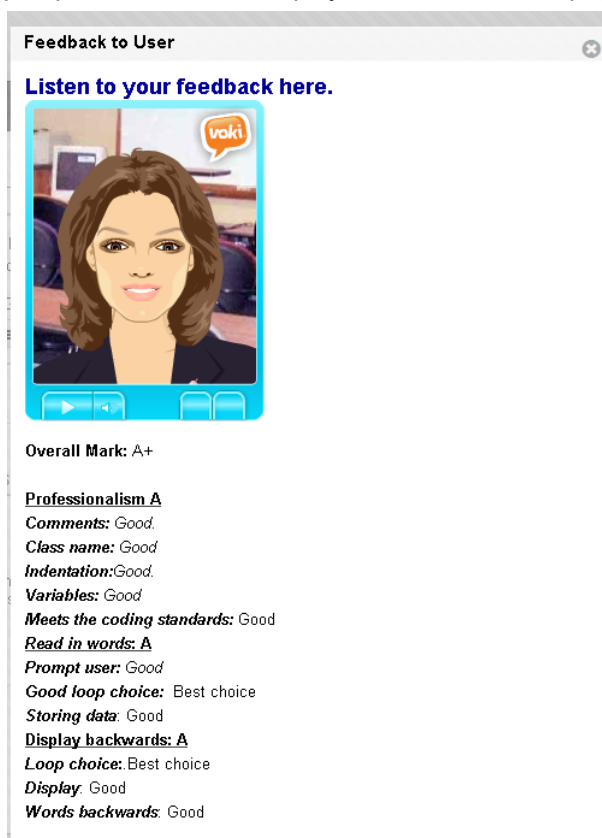 Feedback to User
Listen to your feedback here.
voki
Overall Mark: A+
Professionalism A
Comments: Good.
Class name: Good
Indentation:Good.
Variables: Good
Meets the coding standards: Good
Read in words: A
Prompt user: Good
Good loop choice: Best choice
Storing data: Good
Display backwards: A
Loop choice:.Best choice
Display: Good
Words backwards: Good